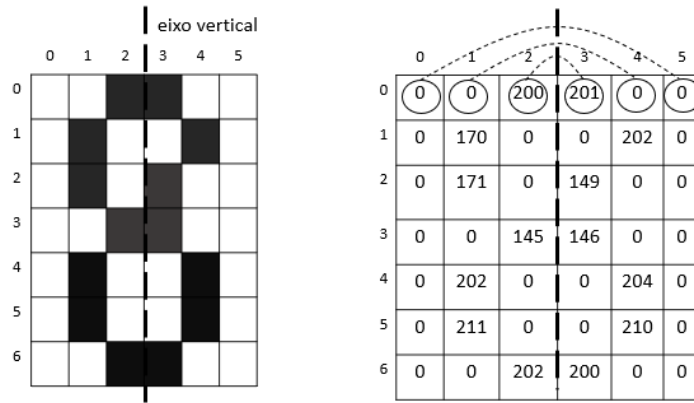 eixo vertical
0 1 2 3 4 5
0
1
2
3
4
5
6
0 1 2 3 4 5
0 0 0 200 201 0 0
1 0 170 0 0 202 0
2 0 171 0 149 0 0
3 0 0 145 146 0 0
4 0 202 0 0 204 0
5 0 211 0 0 210 0
6 0 0 202 200 0 0